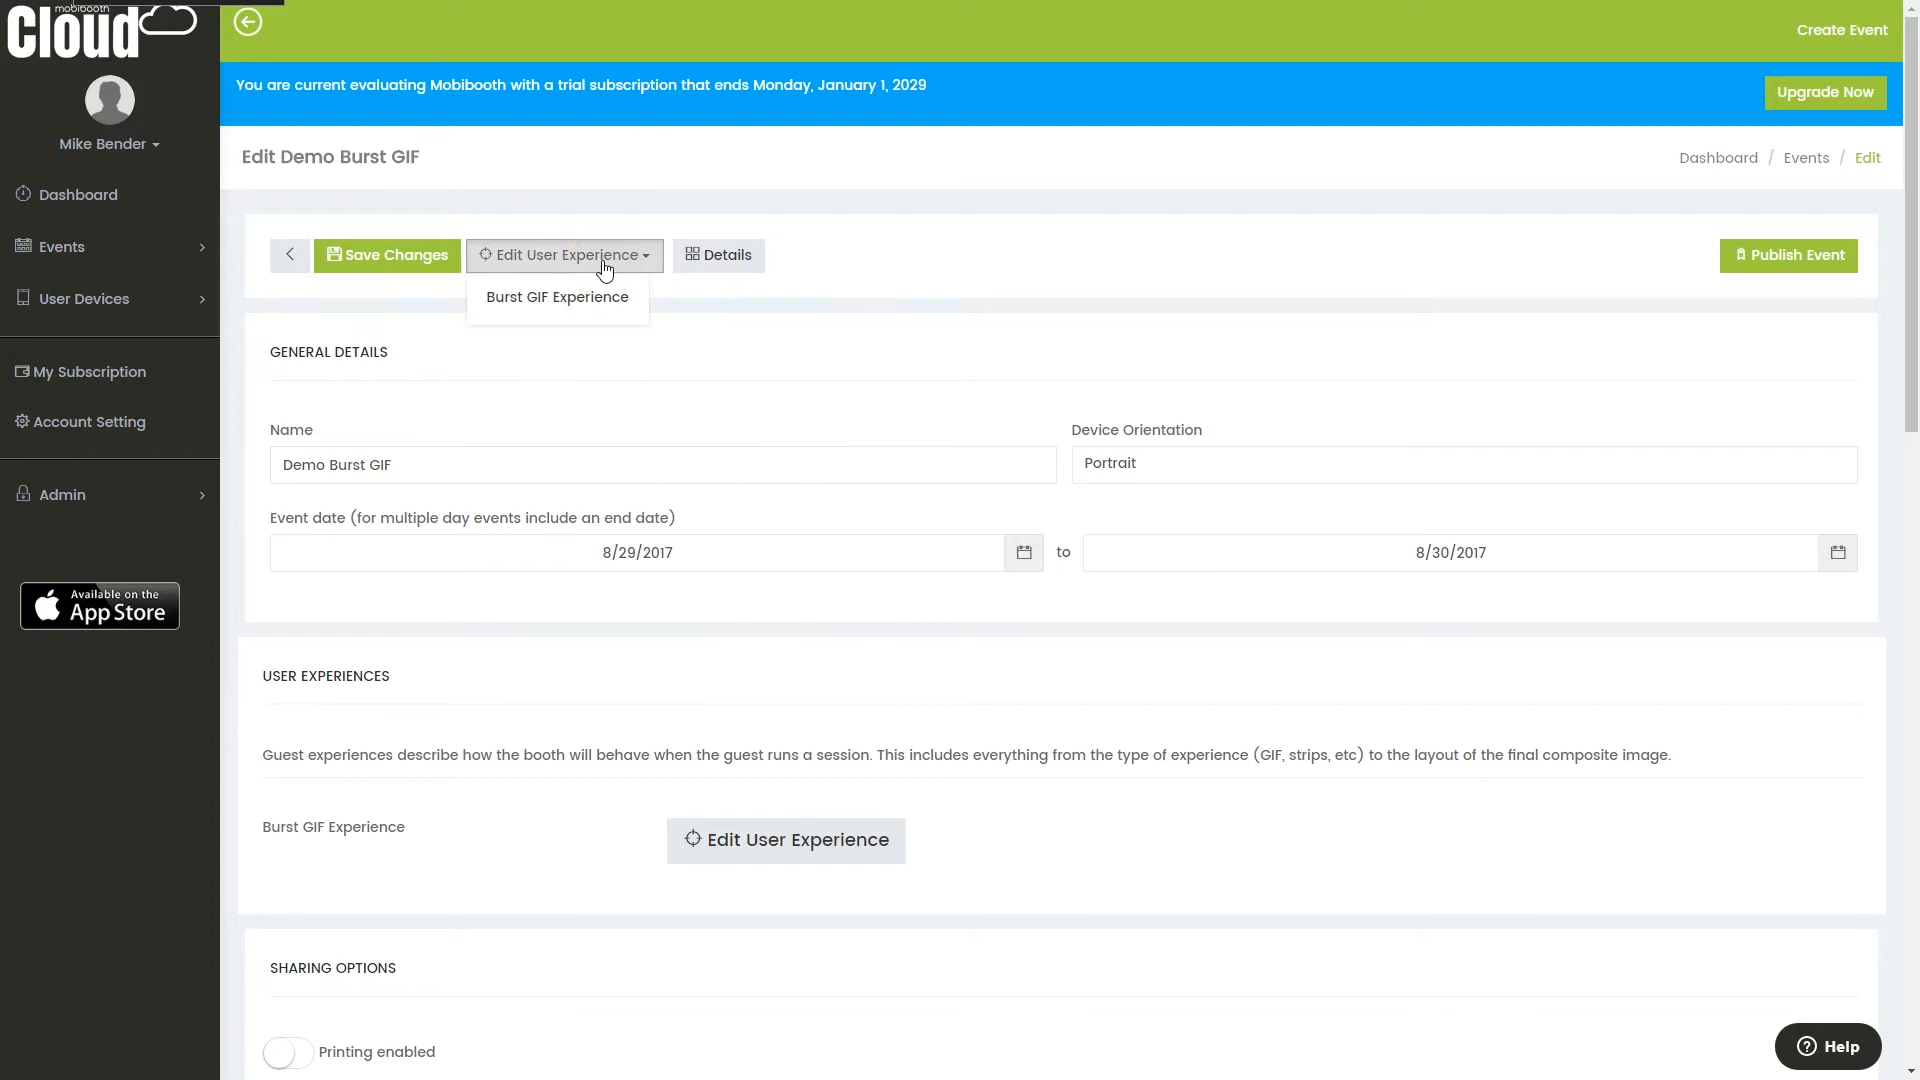 mobibooth
Cloud
Create Event
You are current evaluating Mobibooth with a trial subscription that ends Monday, January 1, 2029
Upgrade Now
Mike Bender
Edit Demo Burst GIF
Dashboard / Events / Edit
Dashboard
Events
User Devices
My Subscription
Account Setting
Admin
Available on the
App Store
Save Changes
Edit User Experience
Details
Publish Event
Burst GIF Experience
GENERAL DETAILS
Name
Device Orientation
Demo Burst GIF
Portrait
Event date (for multiple day events include an end date)
8/29/2017
to
8/30/2017
USER EXPERIENCES
Guest experiences describe how the booth will behave when the guest runs a session. This includes everything from the type of experience (GIF, strips, etc) to the layout of the final composite image.
Burst GIF Experience
Edit User Experience
SHARING OPTIONS
Printing enabled
Help